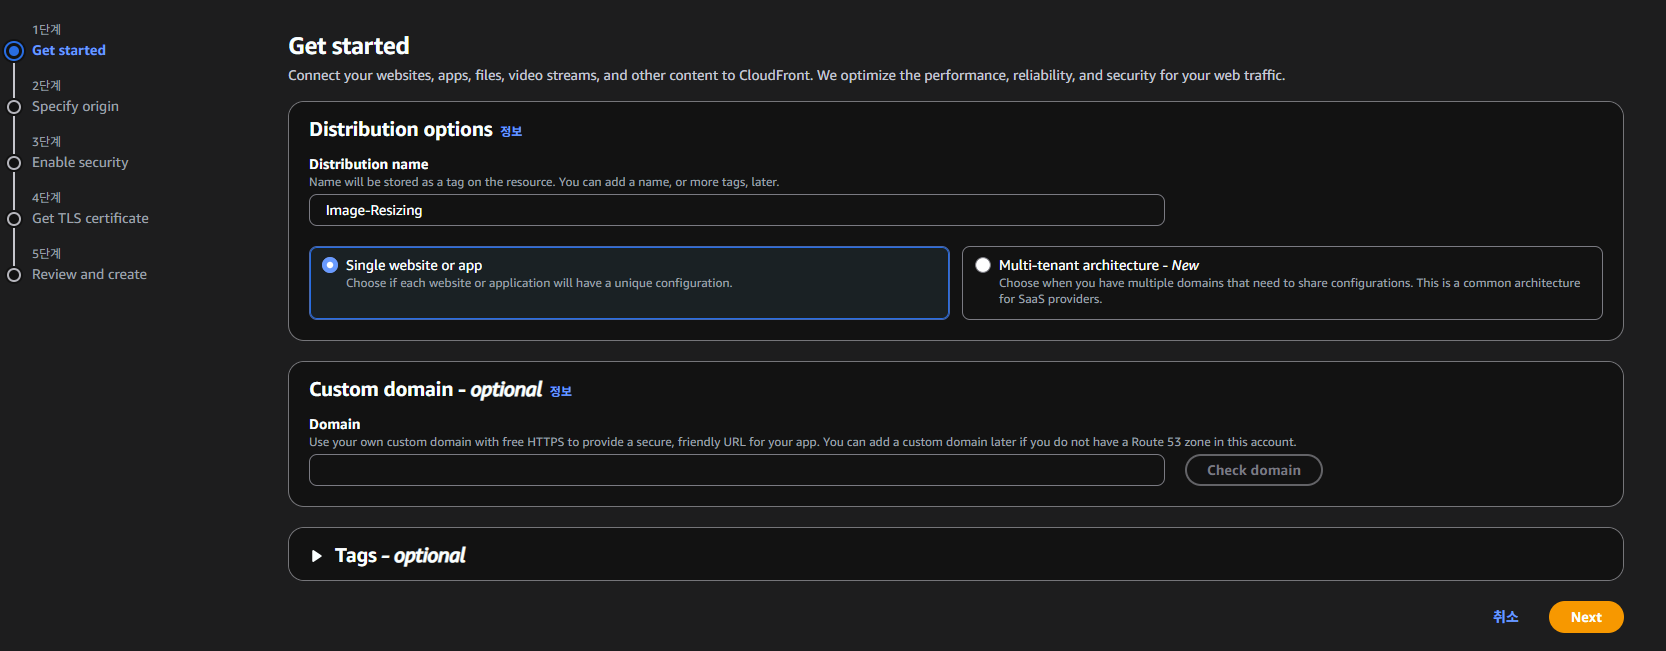 1단계
Get started
2단계
Specify origin
3단계
Enable security
4단계
Get TLS certificate
5단계
Review and create
Get started
Connect your websites, apps, files, video streams, and other content to CloudFront. We optimize the performance, reliability, and security for your web traffic.
Distribution options 정보
Distribution name
Name will be stored as a tag on the resource. You can add a name, or more tags, later.
Image-Resizing
Single website or app
Choose if each website or application will have a unique configuration.
Multi-tenant architecture - New
Choose when you have multiple domains that need to share configurations. This is a common architecture
for SaaS providers.
Custom domain - optional 정보
Domain
Use your own custom domain with free HTTPS to provide a secure, friendly URL for your app. You can add a custom domain later if you do not have a Route 53 zone in this account.
Check domain
Tags - optional
취소
Next